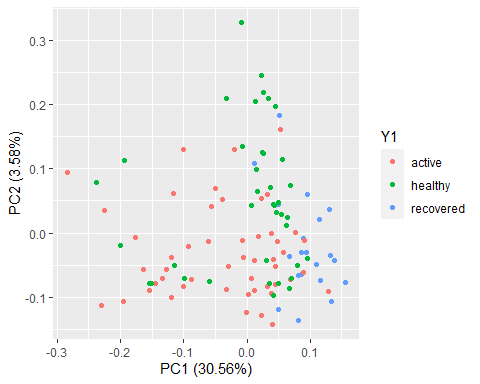 PC2 (3.58%)
0.3
0.2
0.1
0.0
-0.1
-0.3
-0.2
-0.1
0.0
0.1
PC1 (30.56%)
Y1
active
healthy
recovered